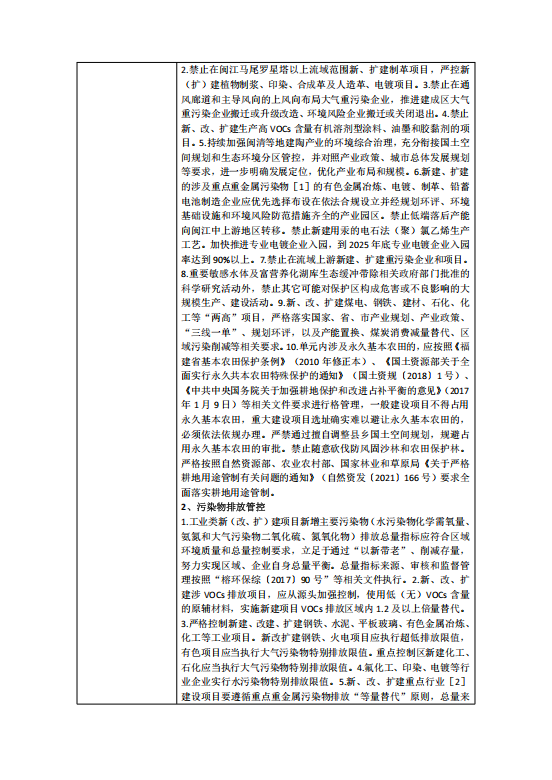 2.禁止在闽江马尾罗星塔以上流域范围新、扩建制革项目，严控新
（扩）建植物制浆、印染、合成革及人造革、电镀项目。3.禁止在通
风廊道和主导风向的上风向布局大气重污染企业，推进建成区大气
重污染企业搬迁或升级改造、环境风险企业搬迁或关闭退出。4.禁止
新、改、扩建生产高 VOCs 含量有机溶剂型涂料、油墨和胶黏剂的项
目。5.持续加强闽清等地建陶产业的环境综合治理，充分衔接国土空
间规划和生态环境分区管控，并对照产业政策、城市总体发展规划
等要求，进一步明确发展定位，优化产业布局和规模。6.新建、扩建
的涉及重点重金属污染物［1］的有色金属冶炼、电镀、制革、铅蓄
电池制造企业应优先选择布设在依法合规设立并经规划环评、环境
基础设施和环境风险防范措施齐全的产业园区。禁止低端落后产能
向闽江中上游地区转移。禁止新建用汞的电石法（聚）氯乙烯生产
工艺。加快推进专业电镀企业入园，到 2025 年底专业电镀企业入园
率达到 90%以上。7.禁止在流域上游新建、扩建重污染企业和项目。
8.重要敏感水体及富营养化湖库生态缓冲带除相关政府部门批准的
科学研究活动外，禁止其它可能对保护区构成危害或不良影响的大
规模生产、建设活动。9.新、改、扩建煤电、钢铁、建材、石化、化
工等“两高”项目，严格落实国家、省、市产业规划、产业政策、
“三线一单”、规划环评，以及产能置换、煤炭消费减量替代、区
域污染削减等相关要求。10.单元内涉及永久基本农田的，应按照《福
建省基本农田保护条例》（2010 年修正本）、《国土资源部关于全
面实行永久共本农田特殊保护的通知》（国土资规〔2018〕1 号）、
《中共中央国务院关于加强耕地保护和改进占补平衡的意见》（2017
年 1 月 9 日）等相关文件要求进行格管理，一般建设项目不得占用
永久基本农田，重大建设项目选址确实难以避让永久基本农田的，
必须依法依规办理。严禁通过擅自调整县乡国土空间规划，规避占
用永久基本农田的审批。禁止随意砍伐防风固沙林和农田保护林。
严格按照自然资源部、农业农村部、国家林业和草原局《关于严格
耕地用途管制有关问题的通知》（自然资发〔2021〕166 号）要求全
面落实耕地用途管制。
2、污染物排放管控
1.工业类新（改、扩）建项目新增主要污染物（水污染物化学需氧量、
氨氮和大气污染物二氧化硫、氮氧化物）排放总量指标应符合区域
环境质量和总量控制要求，立足于通过“以新带老”、削减存量，
努力实现区域、企业自身总量平衡。总量指标来源、审核和监督管
理按照“榕环保综〔2017〕90 号”等相关文件执行。2.新、改、扩
建涉 VOCs 排放项目，应从源头加强控制，使用低（无）VOCs 含量
的原辅材料，实施新建项目 VOCs 排放区域内 1.2 及以上倍量替代。
3.严格控制新建、改建、扩建钢铁、水泥、平板玻璃、有色金属冶炼、
化工等工业项目。新改扩建钢铁、火电项目应执行超低排放限值，
有色项目应当执行大气污染物特别排放限值。重点控制区新建化工、
石化应当执行大气污染物特别排放限值。4.氟化工、印染、电镀等行
业企业实行水污染物特别排放限值。5.新、改、扩建重点行业［2］
建设项目要遵循重点重金属污染物排放“等量替代”原则，总量来